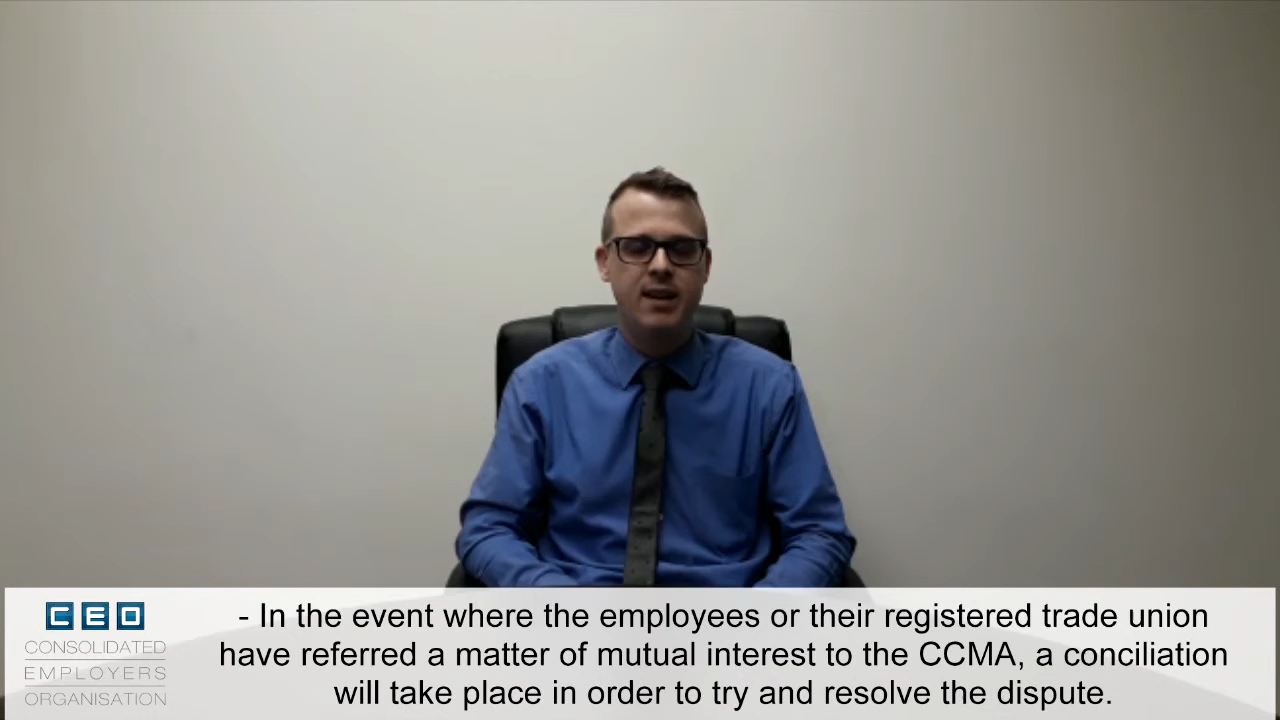 CEO
CONSOLIDATED
EMPLOYERS
ORGANISATION
- In the event where the employees or their registered trade union
have referred a matter of mutual interest to the CCMA, a conciliation
will take place in order to try and resolve the dispute.